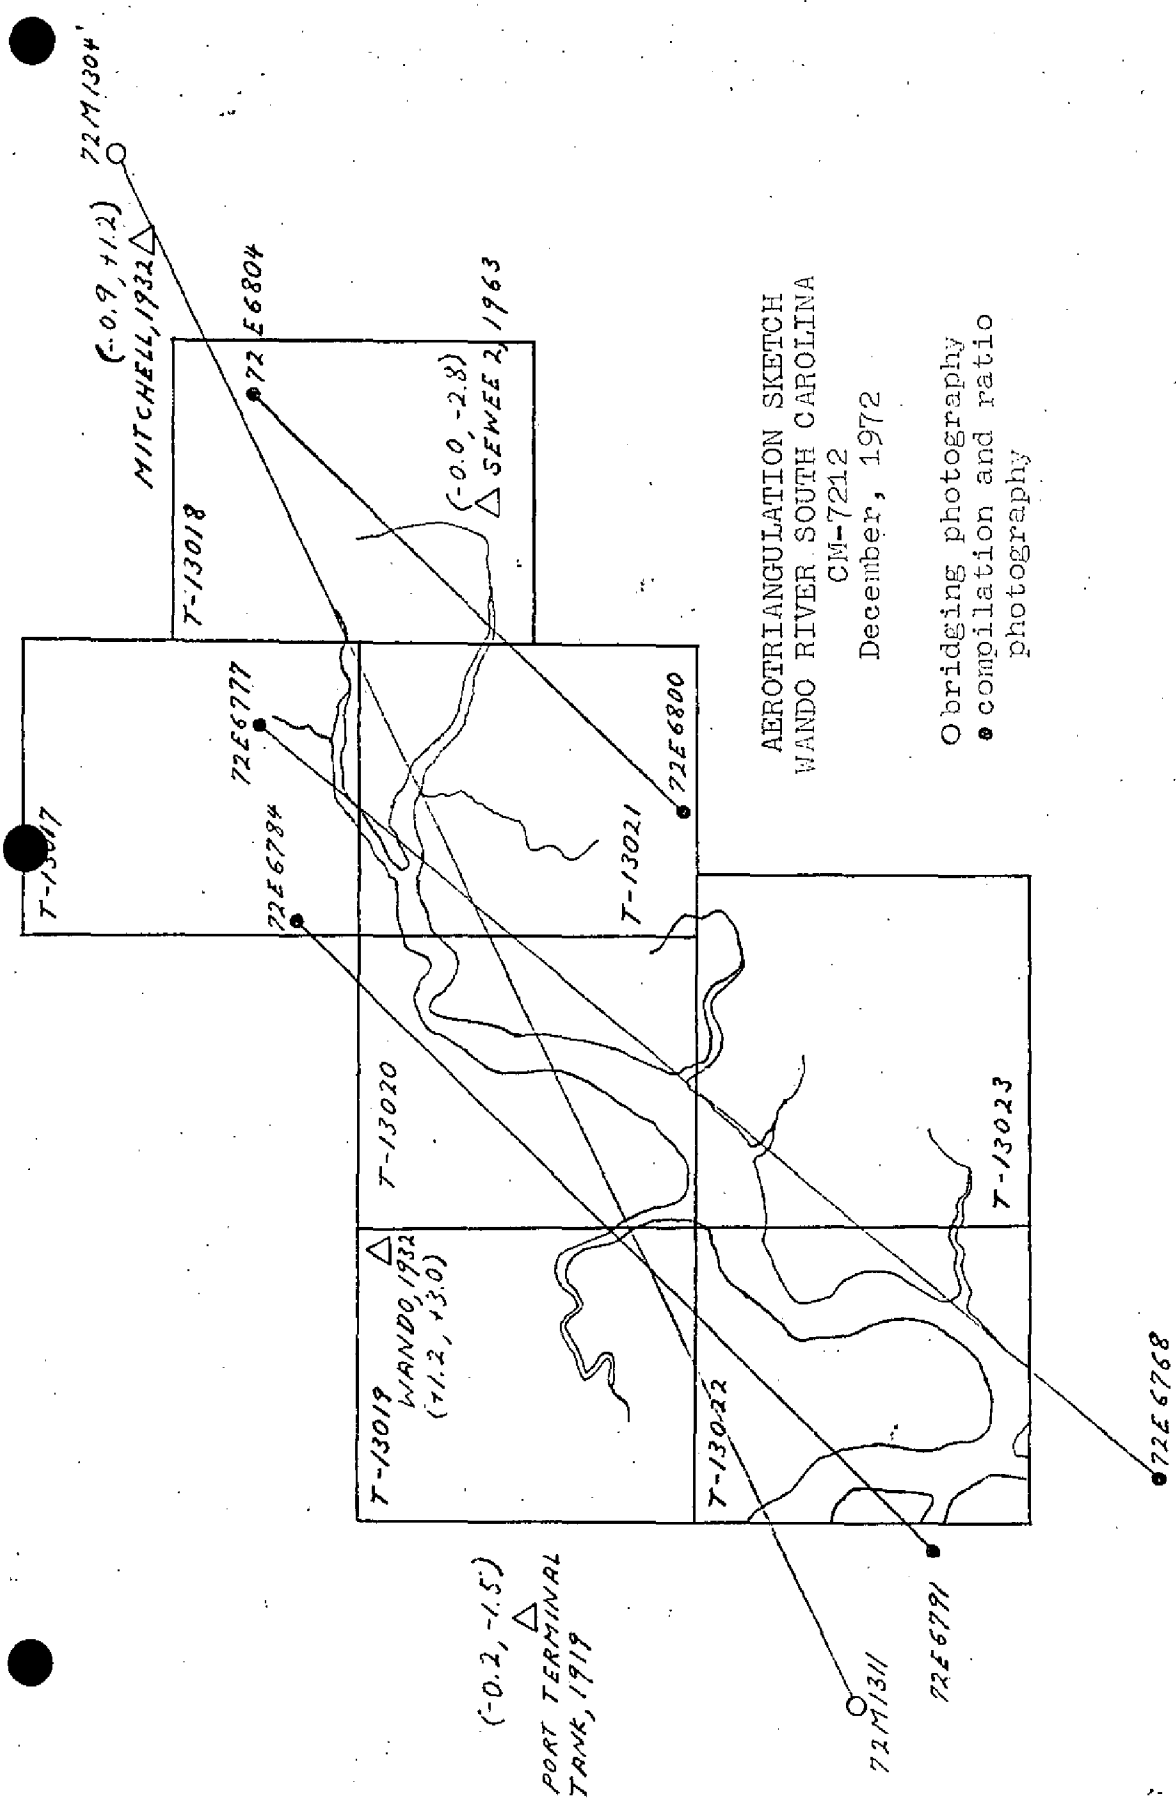 72M1304
(-0.9, +1.2)
MITCHELL, 1932
72E6804
T-13018
(-0.0, -2.8)
SEWEE 2, 1963
T-13017
72E6777
72E6784
T-13021
72E6800
T-13020
T-13019
WANDO, 1932
(+1.2, +3.0)
T-13023
T-13022
(-0.2, -1.5)
PORT TERMINAL
TANK, 1919
72M1311
72E6791
72E6768
AEROTRIANGULATION SKETCH
WANDO RIVER SOUTH CAROLINA
CM-7212
December, 1972
bridging photography
compilation and ratio
photography